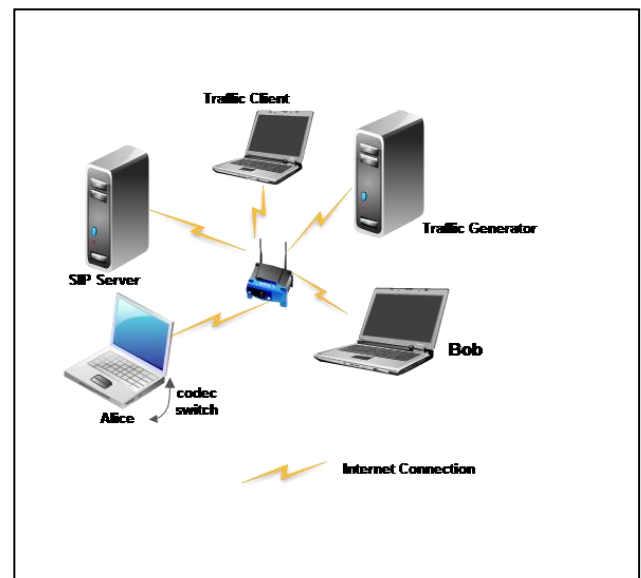 Traffic Client
Traffic Generator
SIP Server
Bob
codec
switch
Alice
Internet Connection